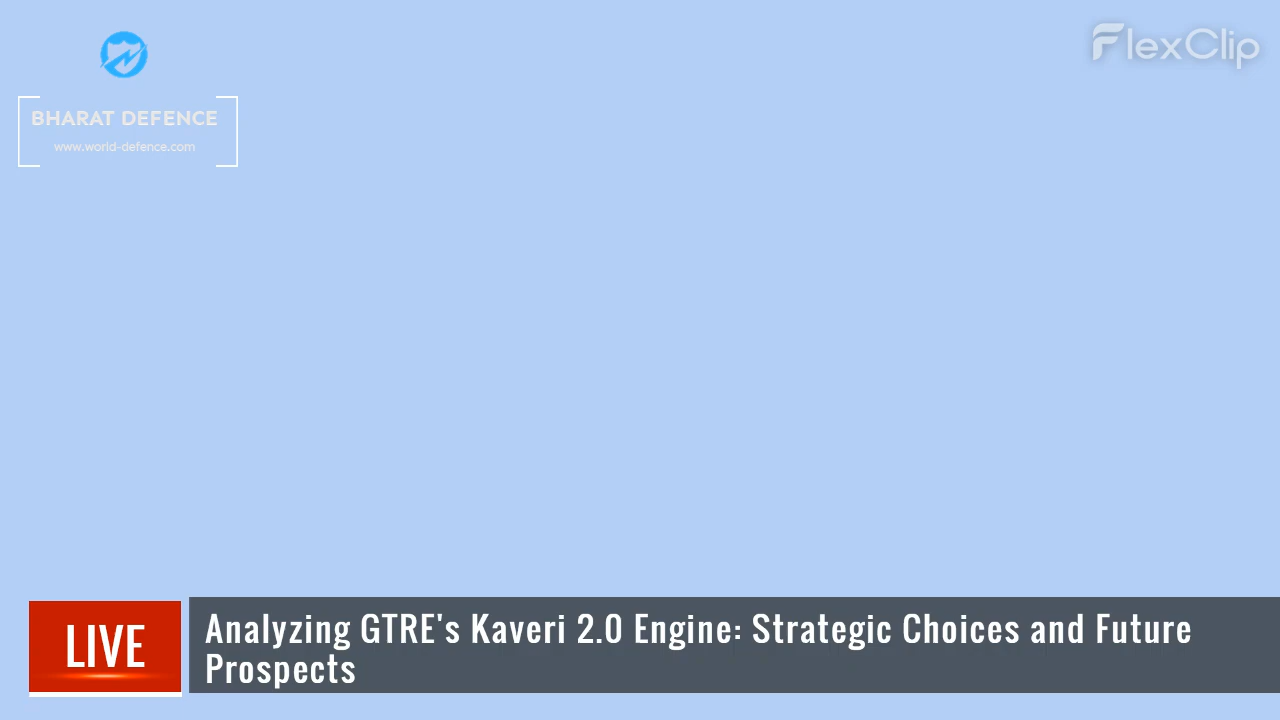 FlexClip
BHARAT DEFENCE
www.world-defence.com
LIVE
Analyzing GTRE's Kaveri 2.0 Engine: Strategic Choices and Future
Prospects